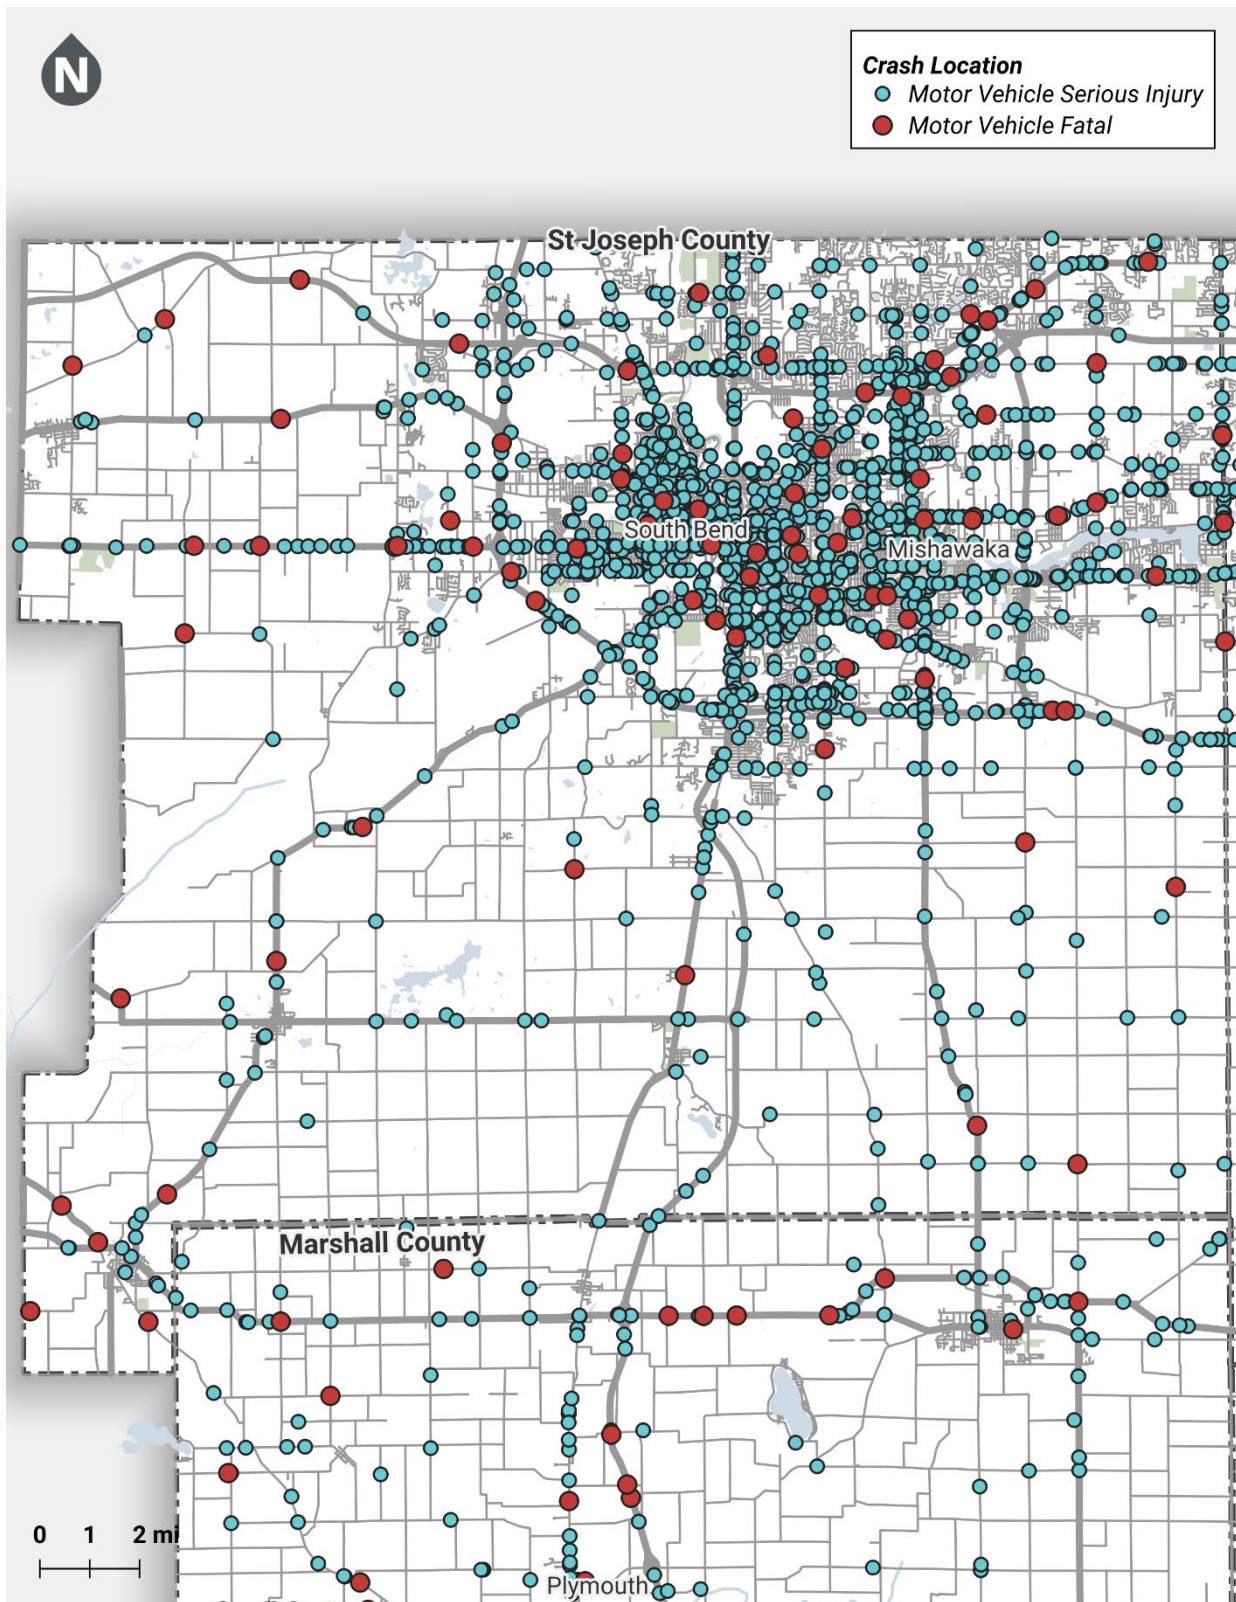 N
Crash Location
Motor Vehicle Serious Injury
Motor Vehicle Fatal
St Joseph County
South Bend
Mishawaka
Marshall County
0 1 2 mi
Plymouth